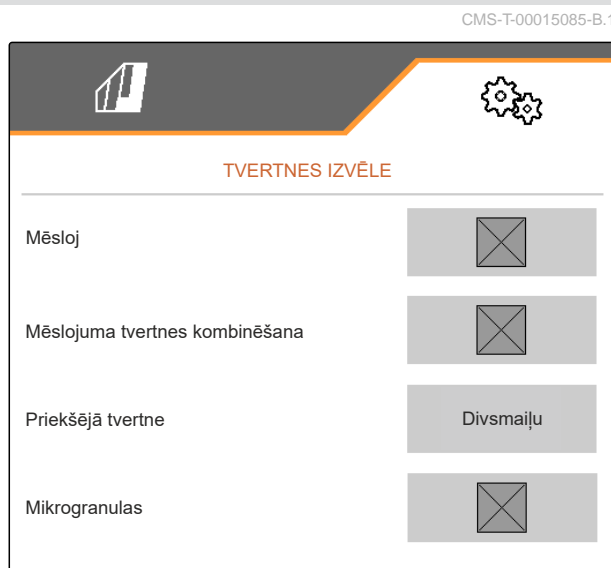 CMS-T-00015085-B.1
TVERTNES IZVĒLE
Mēsloj
Mēslojuma tvertnes kombinēšana
Priekšējā tvertne
Divsmaiļu
Mikrogranulas